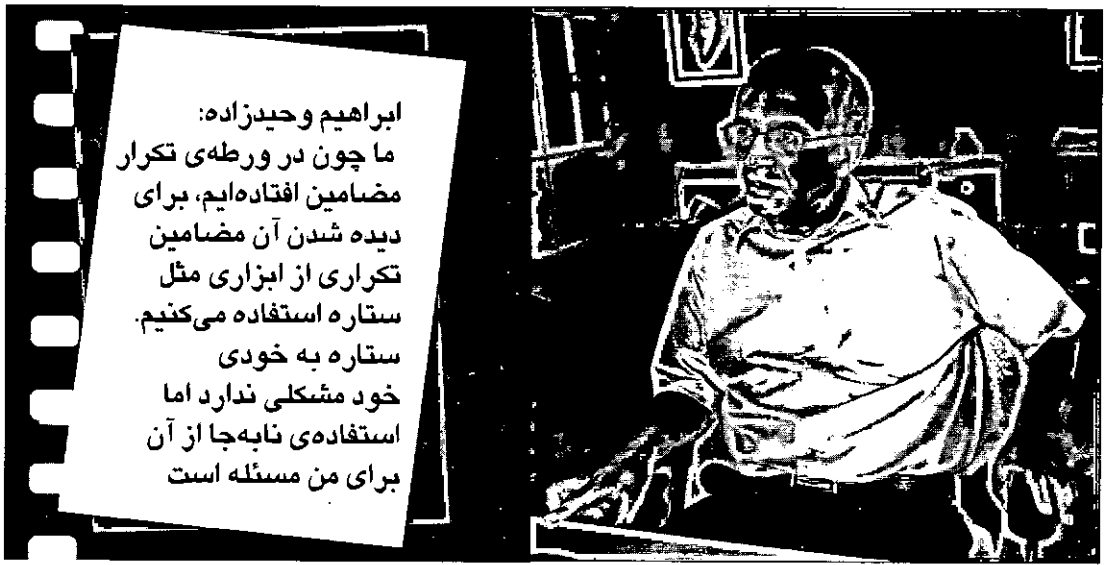 ابراهیم وحیدزاده:
ما چون در ورطه‌ی تکرار
مضامین افتاده‌ایم، برای
دیده شدن آن مضامین
تکراری از ابزاری مثل
ستاره استفاده می‌کنیم.
ستاره به خودی
خود مشکلی ندارد اما
استفاده‌ی نابه‌جا از آن
برای من مسئله است